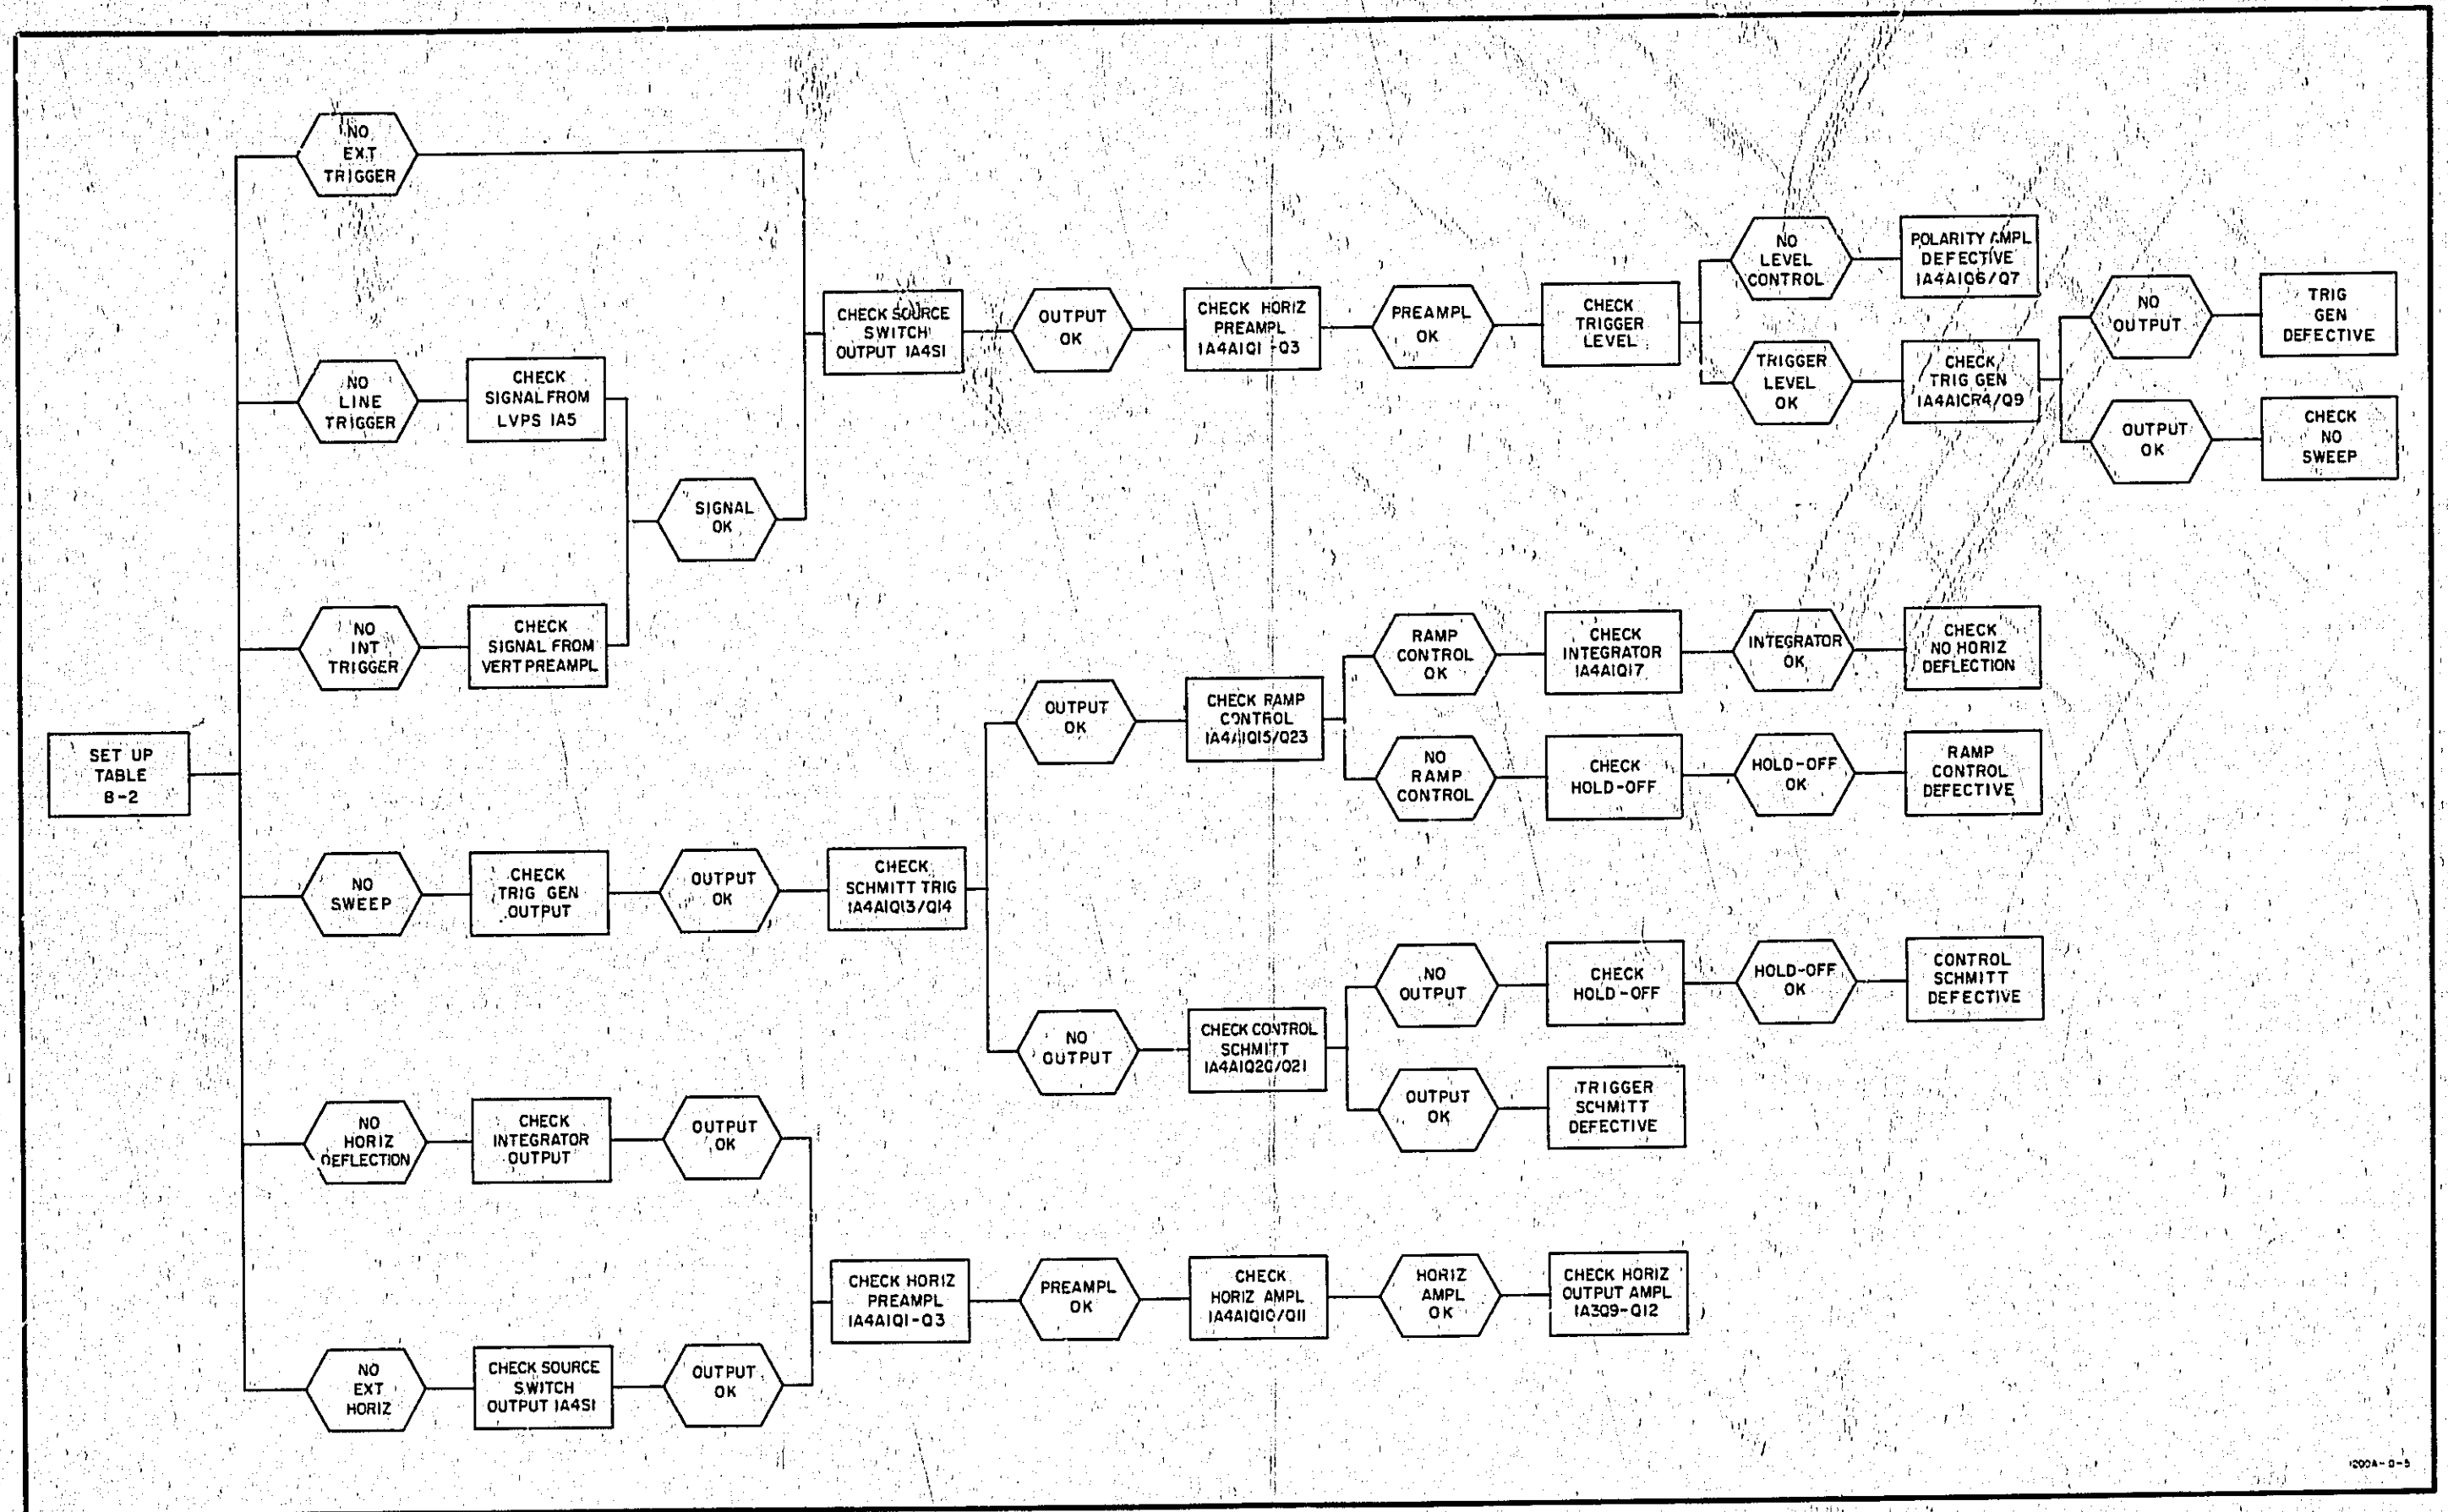 NO
EXT
TRIGGER
NO
LINE
TRIGGER
CHECK
SIGNAL FROM
LVPS 1A5
NO
INT
TRIGGER
CHECK
SIGNAL FROM
VERT PREAMPL
SIGNAL
OK
CHECK SOURCE
SWITCH
OUTPUT 1A4S1
OUTPUT
OK
CHECK HORIZ
PREAMPL
1A4A1Q1-Q3
PREAMPL
OK
CHECK
TRIGGER
LEVEL
NO
LEVEL
CONTROL
POLARITY AMPL
DEFECTIVE
1A4A1Q6/Q7
TRIGGER
LEVEL
OK
CHECK
TRIG GEN
1A4A1CR4/Q9
NO
OUTPUT
TRIG
GEN
DEFECTIVE
OUTPUT
OK
CHECK
NO
SWEEP
SET UP
TABLE
8-2
NO
SWEEP
CHECK
TRIG GEN
OUTPUT
OUTPUT
OK
CHECK
SCHMITT TRIG
1A4A1Q13/Q14
OUTPUT
OK
CHECK RAMP
CONTROL
1A4A1Q15/Q23
RAMP
CONTROL
OK
CHECK
INTEGRATOR
1A4A1Q17
INTEGRATOR
OK
CHECK
NO HORIZ
DEFLECTION
NO
RAMP
CONTROL
CHECK
HOLD-OFF
HOLD-OFF
OK
RAMP
CONTROL
DEFECTIVE
NO
OUTPUT
CHECK CONTROL
SCHMITT
1A4A1Q20/Q21
NO
OUTPUT
CHECK
HOLD-OFF
HOLD-OFF
OK
CONTROL
SCHMITT
DEFECTIVE
OUTPUT
OK
TRIGGER
SCHMITT
DEFECTIVE
NO
HORIZ
DEFLECTION
CHECK
INTEGRATOR
OUTPUT
OUTPUT
OK
NO
EXT
HORIZ
CHECK SOURCE
SWITCH
OUTPUT 1A4S1
OUTPUT
OK
CHECK HORIZ
PREAMPL
1A4A1Q1-Q3
PREAMPL
OK
CHECK
HORIZ AMPL
1A4A1Q10/Q11
HORIZ
AMPL
OK
CHECK HORIZ
OUTPUT AMPL
1A3Q9-Q12